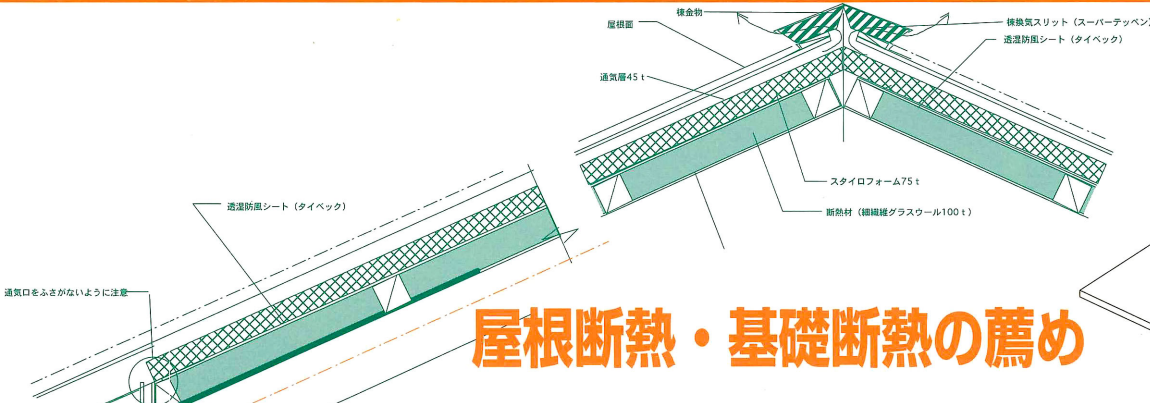 棟金物
屋根面
棟換気スリット（スーパーテッペン）
透湿防風シート（タイベック）
通気層45ｔ
スタイロフォーム75ｔ
断熱材（細繊維グラスウール100ｔ）
透湿防風シート（タイベック）
通気口をふさがないように注意
屋根断熱・基礎断熱の薦め